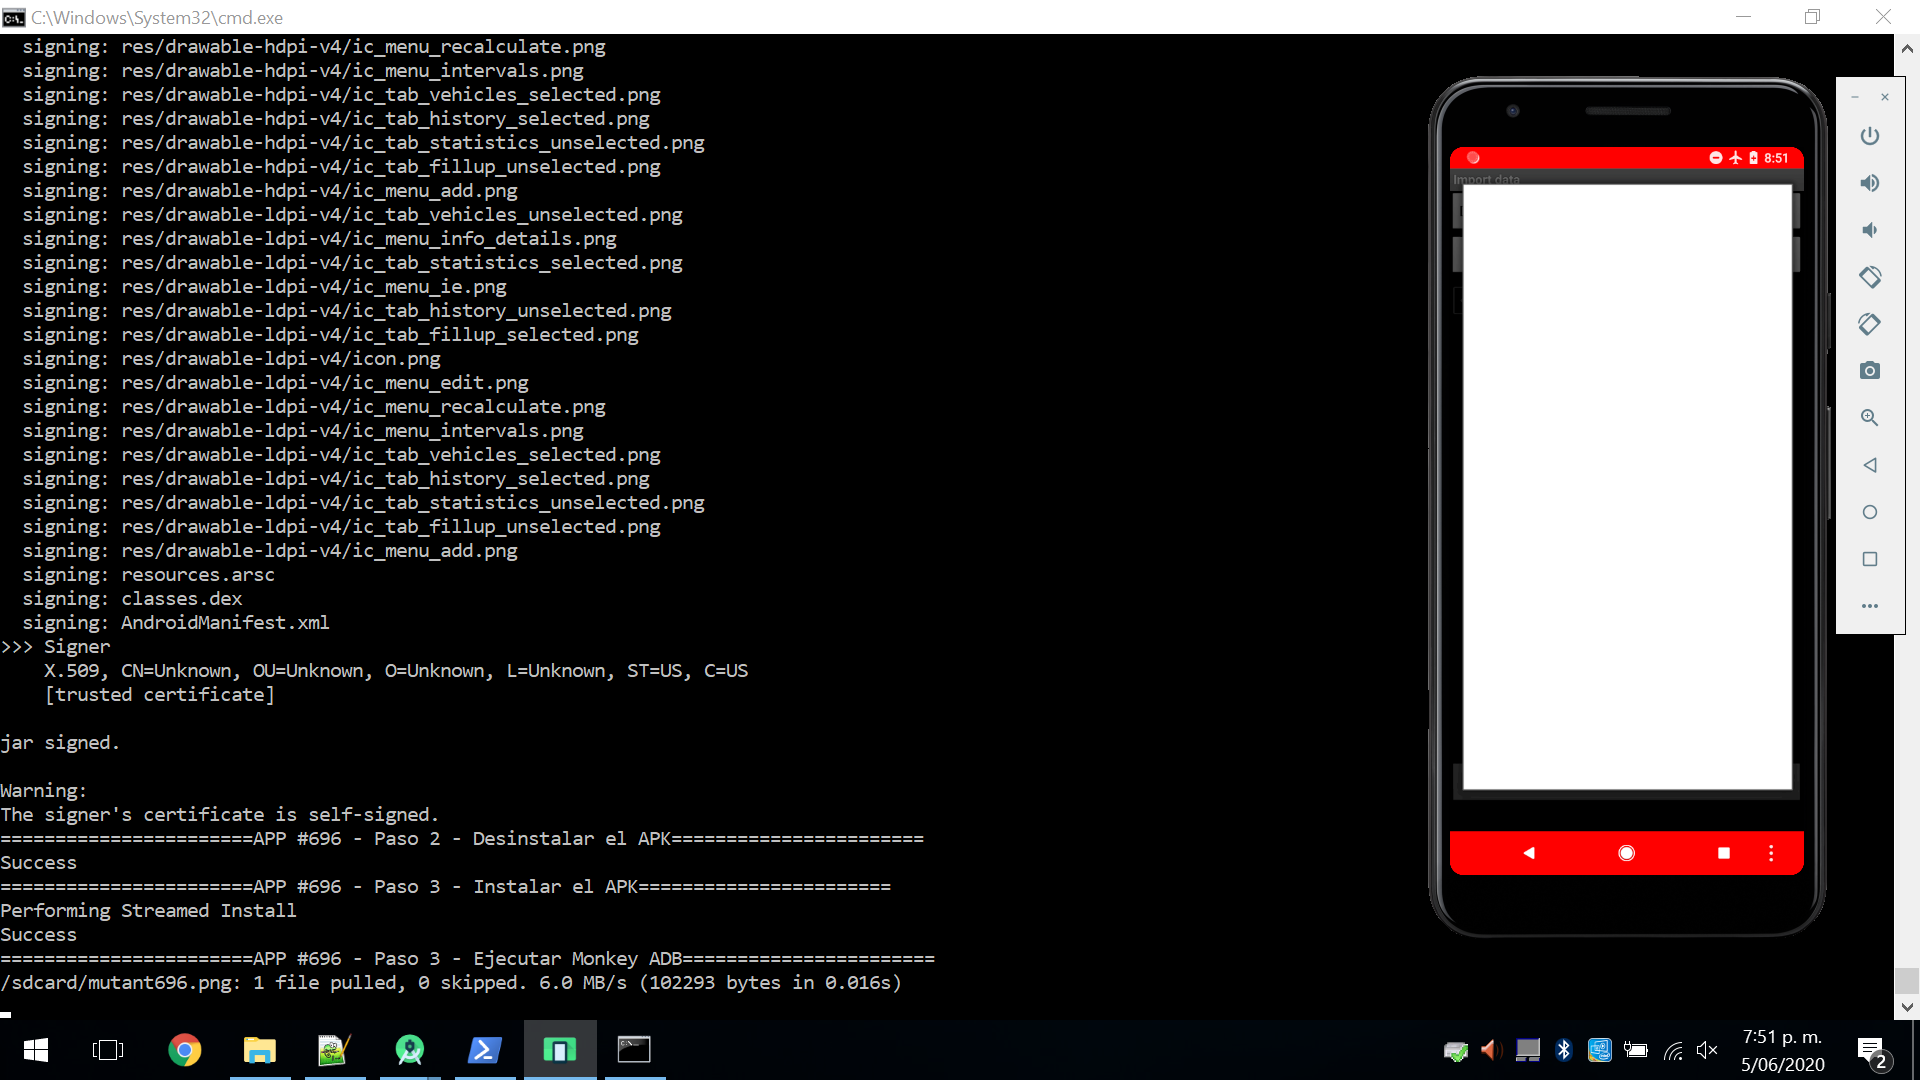 C:\Windows\System32\cmd.exe
signing: res/drawable-hdpi-v4/ic_menu_recalculate.png
signing: res/drawable-hdpi-v4/ic_menu_intervals.png
signing: res/drawable-hdpi-v4/ic_tab_vehicles_selected.png
signing: res/drawable-hdpi-v4/ic_tab_history_selected.png
signing: res/drawable-hdpi-v4/ic_tab_statistics_unselected.png
signing: res/drawable-hdpi-v4/ic_tab_fillup_unselected.png
signing: res/drawable-hdpi-v4/ic_menu_add.png
signing: res/drawable-ldpi-v4/ic_tab_vehicles_unselected.png
signing: res/drawable-ldpi-v4/ic_menu_info_details.png
signing: res/drawable-ldpi-v4/ic_tab_statistics_selected.png
signing: res/drawable-ldpi-v4/ic_menu_ie.png
signing: res/drawable-ldpi-v4/ic_tab_history_unselected.png
signing: res/drawable-ldpi-v4/ic_tab_fillup_selected.png
signing: res/drawable-ldpi-v4/icon.png
signing: res/drawable-ldpi-v4/ic_menu_edit.png
signing: res/drawable-ldpi-v4/ic_menu_recalculate.png
signing: res/drawable-ldpi-v4/ic_menu_intervals.png
signing: res/drawable-ldpi-v4/ic_tab_vehicles_selected.png
signing: res/drawable-ldpi-v4/ic_tab_history_selected.png
signing: res/drawable-ldpi-v4/ic_tab_statistics_unselected.png
signing: res/drawable-ldpi-v4/ic_tab_fillup_unselected.png
signing: res/drawable-ldpi-v4/ic_menu_add.png
signing: resources.arsc
signing: classes.dex
signing: AndroidManifest.xml
>>> Signer
X.509, CN=Unknown, OU=Unknown, O=Unknown, L=Unknown, ST=US, C=US
[trusted certificate]
jar signed.
Warning:
The signer's certificate is self-signed.
=======================APP #696 - Paso 2 - Desinstalar el APK=======================
Success
=======================APP #696 - Paso 3 - Instalar el APK=======================
Performing Streamed Install
Success
=======================APP #696 - Paso 3 - Ejecutar Monkey ADB=======================
/sdcard/mutant696.png: 1 file pulled, 0 skipped. 6.0 MB/s (102293 bytes in 0.016s)
8:51
Import data
7:51 p. m.
5/06/2020
2